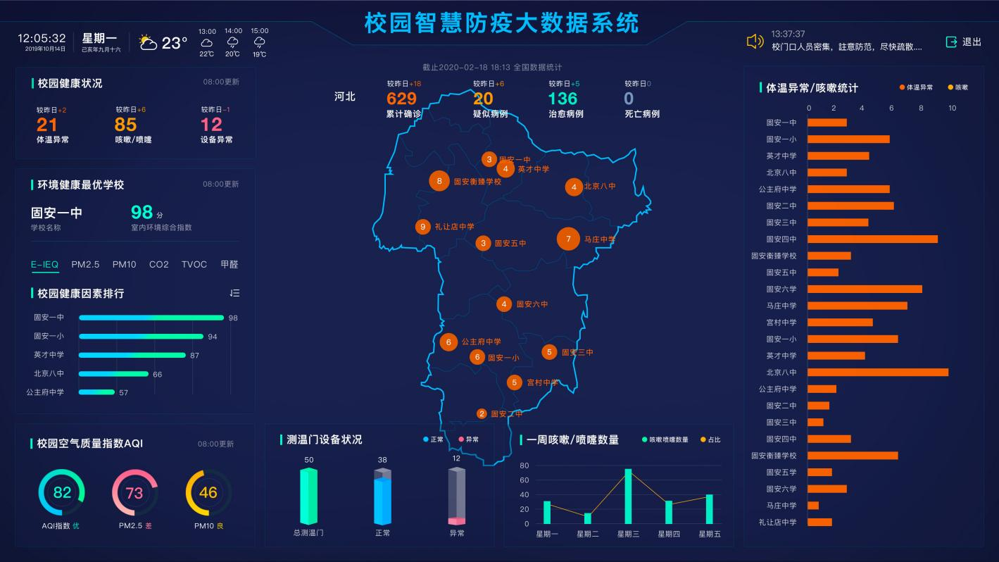 校园智慧防疫大数据系统
12:05:32
2019年10月14日
星期一
己亥年九月十六
23°
13:00
22℃
14:00
20℃
15:00
19℃
13:37:37
校门口人员密集，註意防范，尽快疏散....
退出
校园健康状况
08:00更新
较昨日+2
21
体温异常
较昨日+6
85
咳嗽/喷嚏
较昨日-1
12
设备异常
环境健康最优学校
08:00更新
固安一中
学校名称
98 分
室内环境综合指数
E-IEQ PM2.5 PM10 CO2 TVOC 甲醛
校园健康因素排行
固安一中 98
固安一小 94
英才中学 87
北京八中 66
公主府中学 57
校园空气质量指数AQI
08:00更新
82
AQI指数 优
73
PM2.5 差
46
PM10 良
截止2020-02-18 18:13 全国数据统计
河北
较昨日+18
629
累计确诊
较昨日+6
20
疑似病例
较昨日+5
136
治愈病例
较昨日0
0
死亡病例
3 固安一中
4 英才中学
8 固安衡臻学校
4 北京八中
9 礼让店中学
3 固安五中
7 马庄中学
4 固安六中
6 公主府中学
6 固安一小
5 固安三中
5 宫村中学
2 固安二中
测温门设备状况
正常 异常
50
总测温门
38
正常
12
异常
一周咳嗽/喷嚏数量
咳嗽喷嚏数量 占比
80
60
40
20
0
星期一 星期二 星期三 星期四 星期五
体温异常/咳嗽统计
体温异常 咳嗽
0 2 4 6 8 10
固安一中
固安一小
英才中学
北京八中
公主府中学
固安二中
固安三中
固安四中
固安衡臻学校
固安五中
固安六学
马庄中学
宫村中学
固安一小
英才中学
北京八中
公主府中学
固安二中
固安三中
固安四中
固安衡臻学校
固安五学
固安六学
马庄中学
礼让店中学